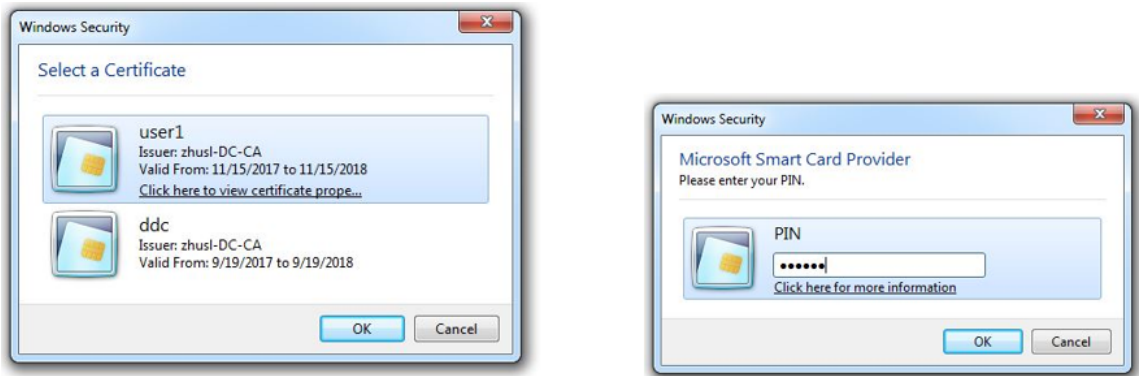 Windows Security
Select a Certificate
user1
Issuer: zhusl-DC-CA
Valid From: 11/15/2017 to 11/15/2018
Click here to view certificate prope...
ddc
Issuer: zhusl-DC-CA
Valid From: 9/19/2017 to 9/19/2018
OK
Cancel
Windows Security
Microsoft Smart Card Provider
Please enter your PIN.
PIN
••••••
Click here for more information
OK
Cancel